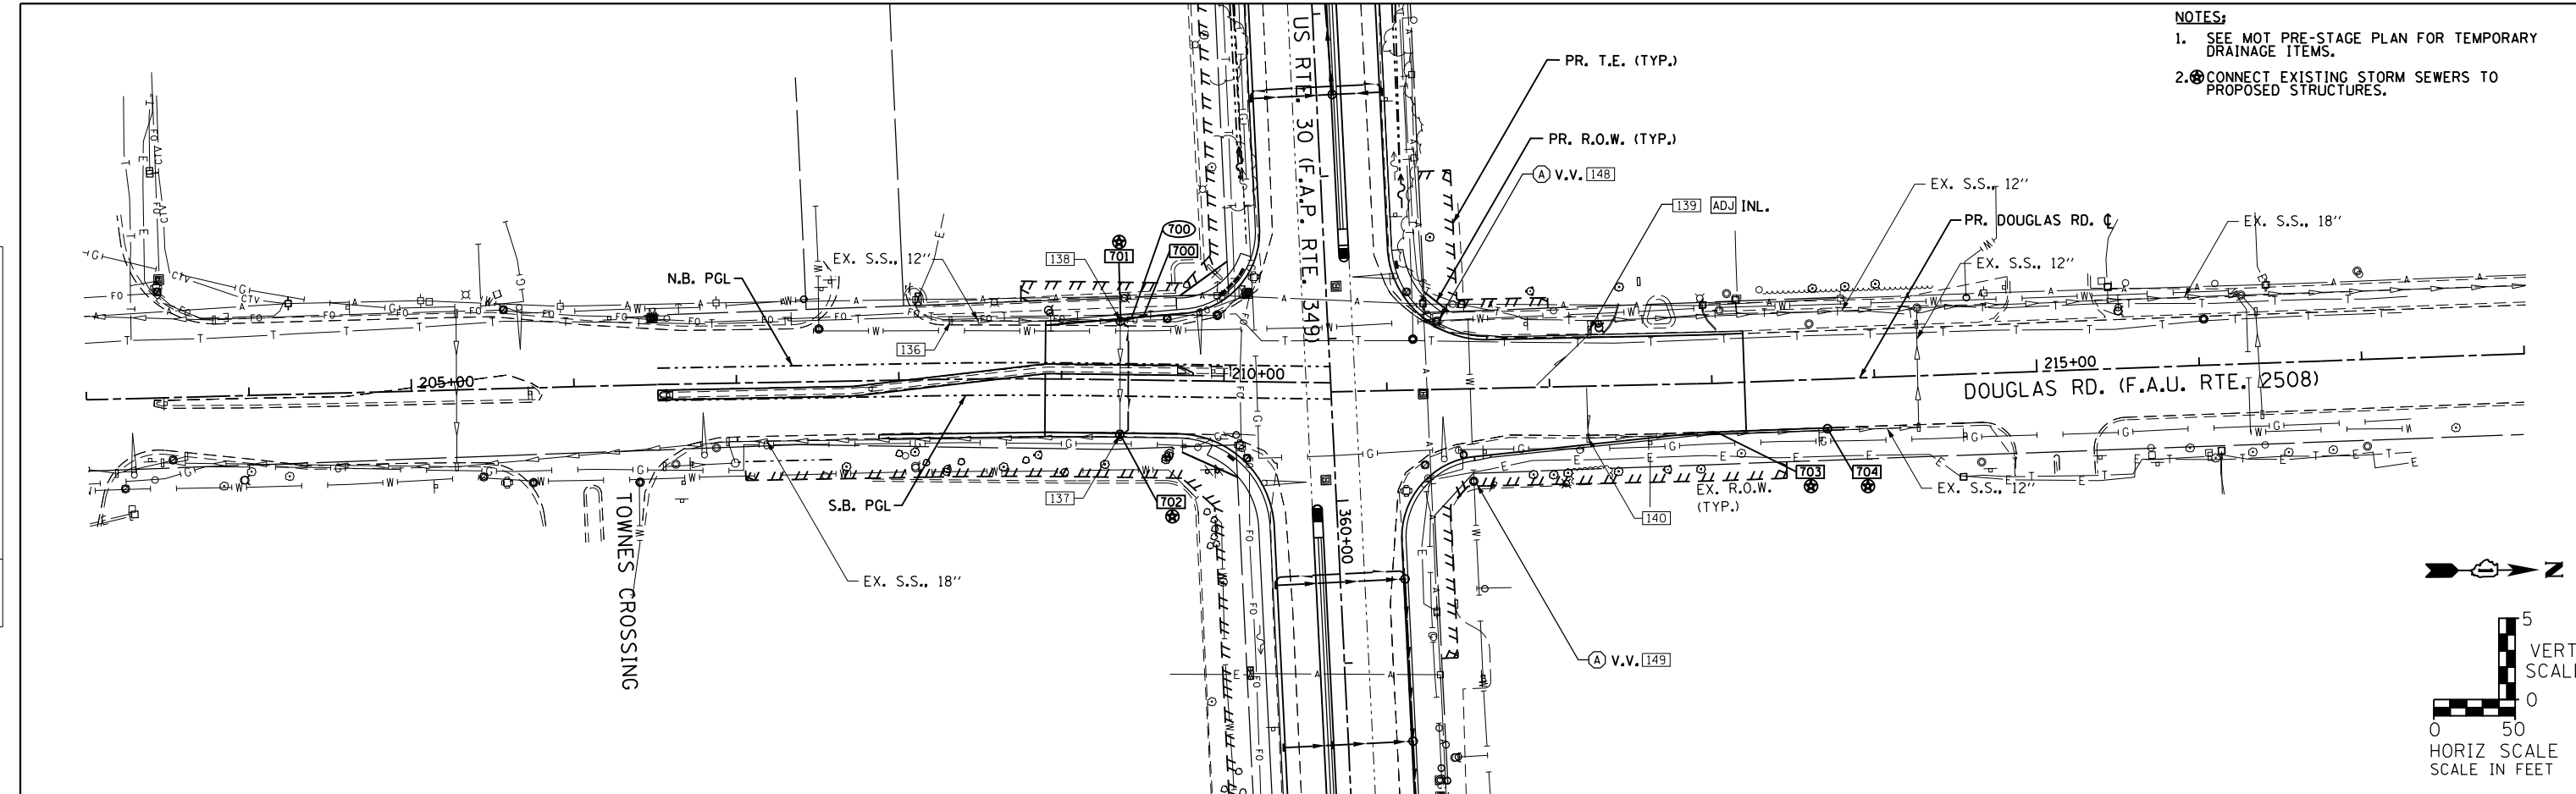 NOTES:
1. SEE MOT PRE-STAGE PLAN FOR TEMPORARY
DRAINAGE ITEMS.
2. CONNECT EXISTING STORM SEWERS TO
PROPOSED STRUCTURES.
US RTE. 30 (F.A.P. RTE. 349)
PR. T.E. (TYP.)
PR. R.O.W. (TYP.)
A V.V. 148
139 ADJ INL.
EX. S.S., 12''
PR. DOUGLAS RD. ℄
EX. S.S., 18''
EX. S.S., 12''
700
701
700
138
EX. S.S., 12''
N.B. PGL
136
205+00
210+00
215+00
DOUGLAS RD. (F.A.U. RTE. 2508)
S.B. PGL
137
702
703
704
EX. R.O.W.
(TYP.)
EX. S.S., 12''
140
360+00
TOWNES CROSSING
EX. S.S., 18''
A V.V. 149
N
5
VERT
SCALE
0
0 50
HORIZ SCALE
SCALE IN FEET